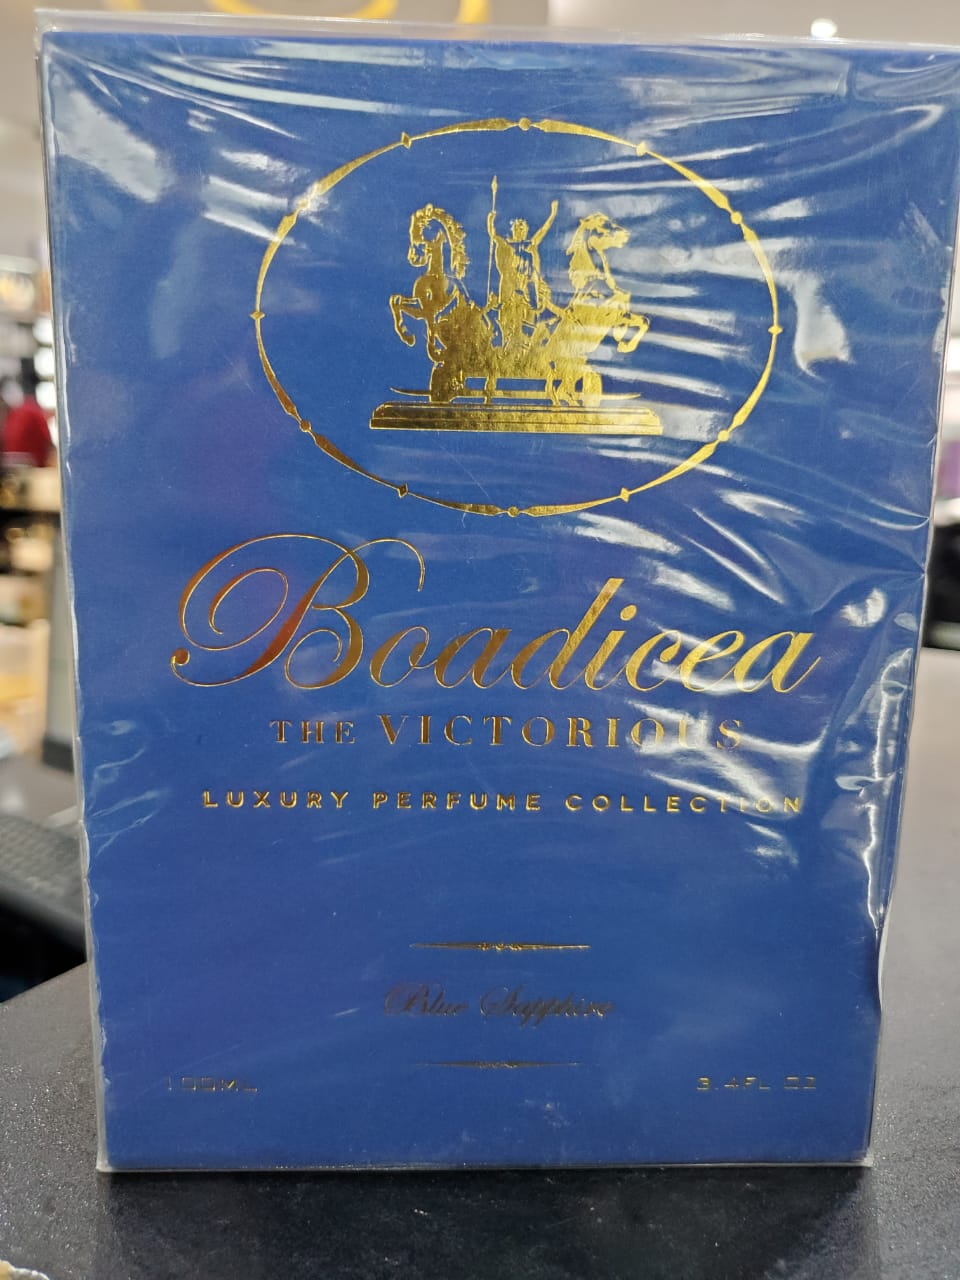 Boadicea
THE VICTORIOUS
LUXURY PERFUME COLLECTION
Blue Sapphire
100ML 3.4FL OZ